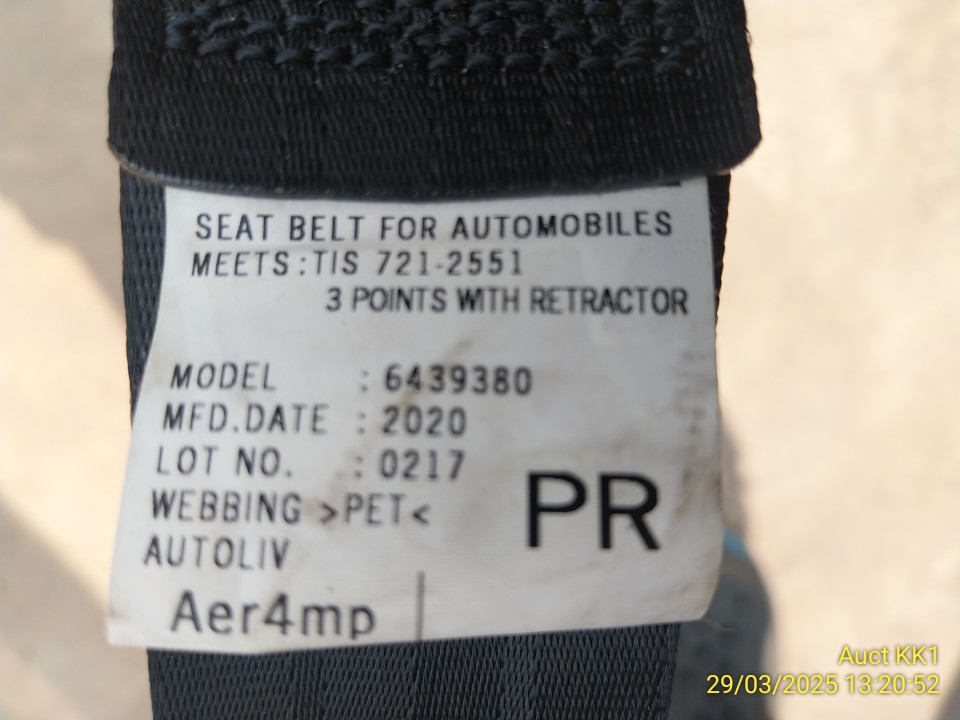 SEAT BELT FOR AUTOMOBILES
MEETS:TIS 721-2551
3 POINTS WITH RETRACTOR
MODEL : 6439380
MFD.DATE : 2020
LOT NO. : 0217
WEBBING >PET<
PR
AUTOLIV
Aer4mp
Auct KK1
29/03/2025 13:20:52